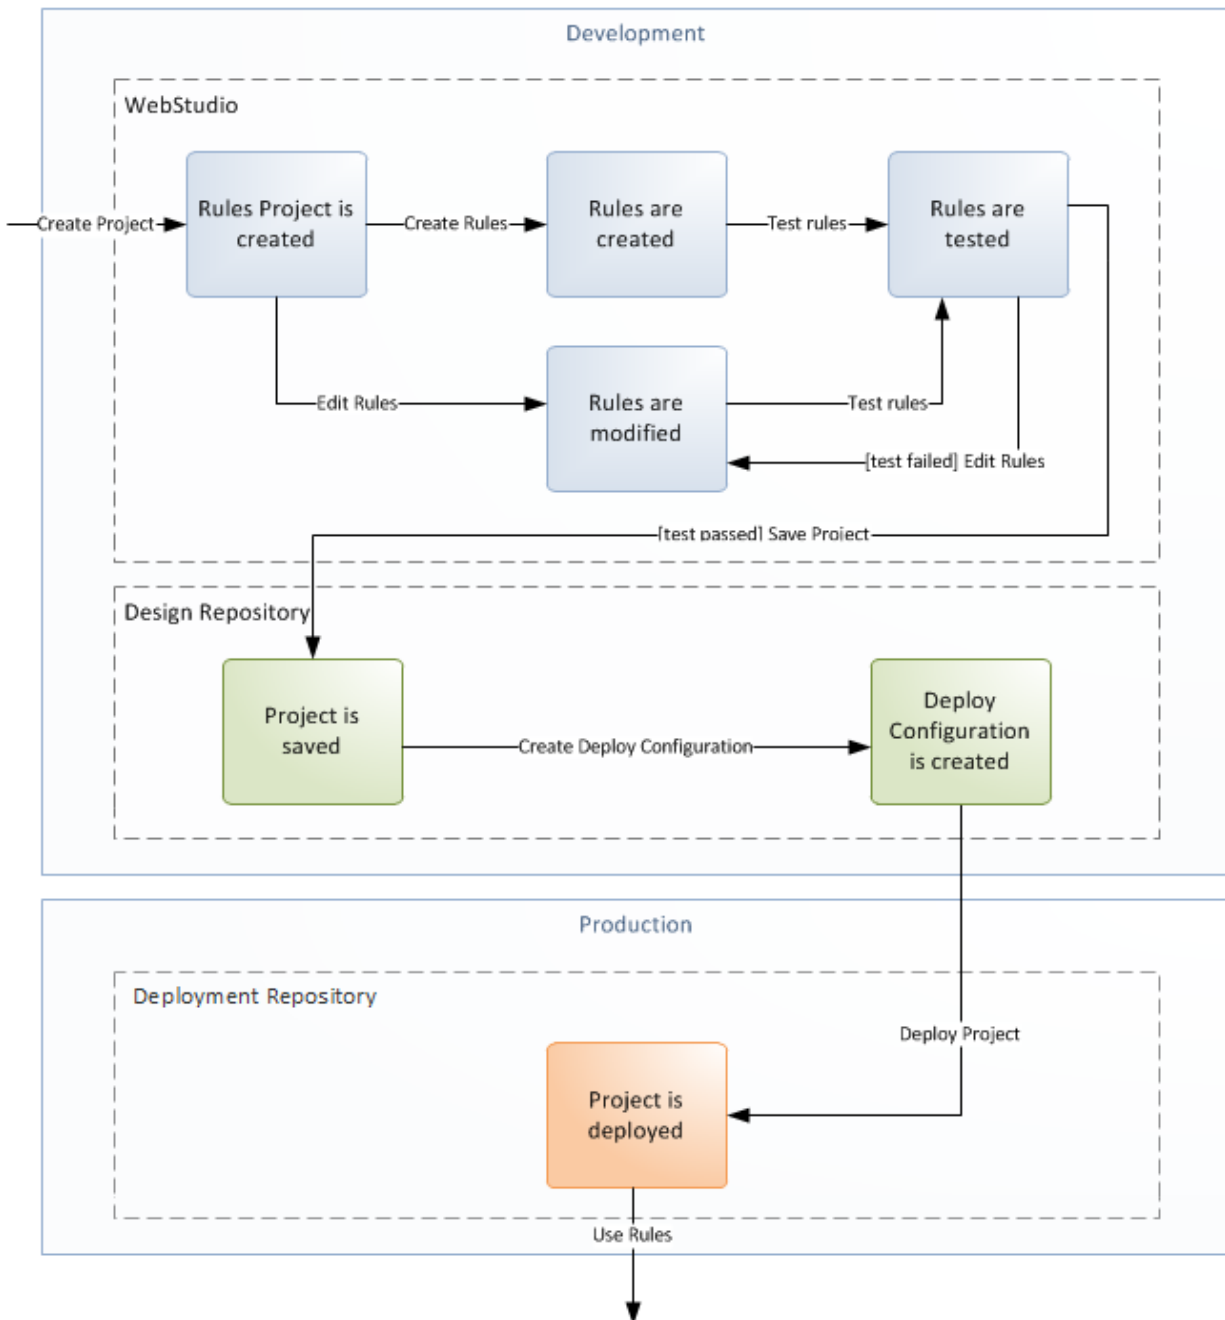 Development
WebStudio
Rules Project is
created
Rules are
created
Rules are
tested
Create Project
Create Rules
Test rules
Rules are
modified
Edit Rules
Test rules
[test failed] Edit Rules
[test passed] Save Project
Design Repository
Project is
saved
Create Deploy Configuration
Deploy
Configuration
is created
Production
Deployment Repository
Deploy Project
Project is
deployed
Use Rules